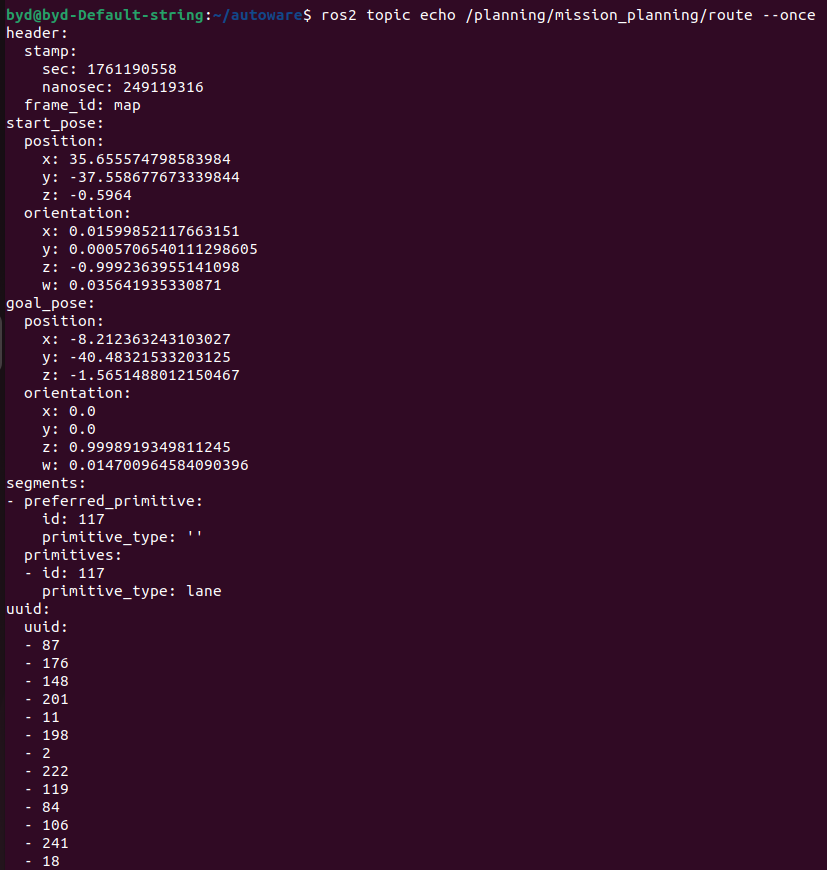 byd@byd-Default-string:~/autoware$ ros2 topic echo /planning/mission_planning/route --once
header:
  stamp:
    sec: 1761190558
    nanosec: 249119316
  frame_id: map
start_pose:
  position:
    x: 35.655574798583984
    y: -37.558677673339844
    z: -0.5964
  orientation:
    x: 0.01599852117663151
    y: 0.0005706540111298605
    z: -0.9992363955141098
    w: 0.035641935330871
goal_pose:
  position:
    x: -8.212363243103027
    y: -40.48321533203125
    z: -1.5651488012150467
  orientation:
    x: 0.0
    y: 0.0
    z: 0.9998919349811245
    w: 0.014700964584090396
segments:
- preferred_primitive:
    id: 117
    primitive_type: ''
  primitives:
  - id: 117
    primitive_type: lane
uuid:
  uuid:
  - 87
  - 176
  - 148
  - 201
  - 11
  - 198
  - 2
  - 222
  - 119
  - 84
  - 106
  - 241
  - 18